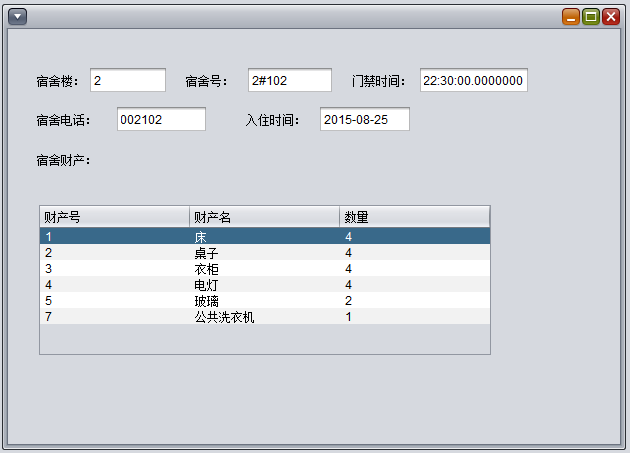 宿舍楼： 2 宿舍号： 2#102 门禁时间： 22:30:00.0000000
宿舍电话： 002102 入住时间： 2015-08-25
宿舍财产：
财产号 财产名 数量
1 床 4
2 桌子 4
3 衣柜 4
4 电灯 4
5 玻璃 2
7 公共洗衣机 1